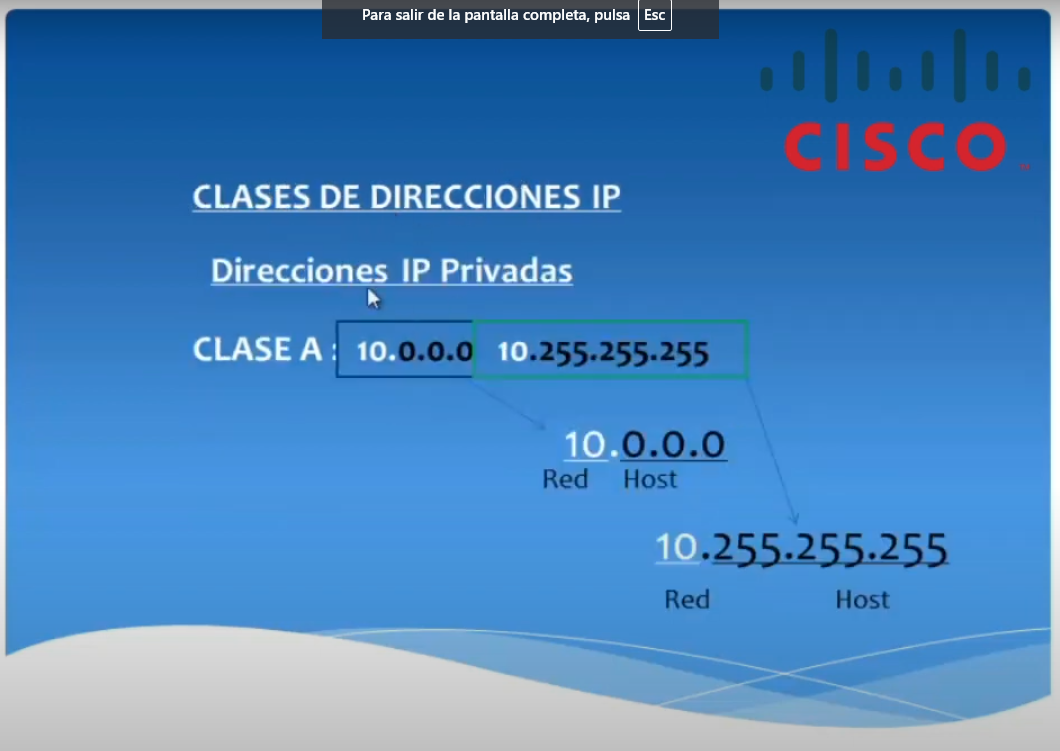 Para salir de la pantalla completa, pulsa Esc
CISCO
CLASES DE DIRECCIONES IP
Direcciones IP Privadas
CLASE A : 10.0.0.0 10.255.255.255
10.0.0.0
Red Host
10.255.255.255
Red Host